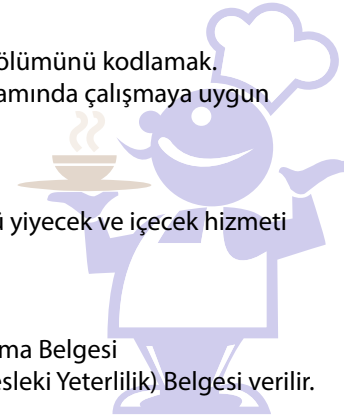 ölümünü kodlamak.
amında çalışmaya uygun
i yiyecek ve içecek hizmeti
ma Belgesi
esleki Yeterlilik) Belgesi verilir.